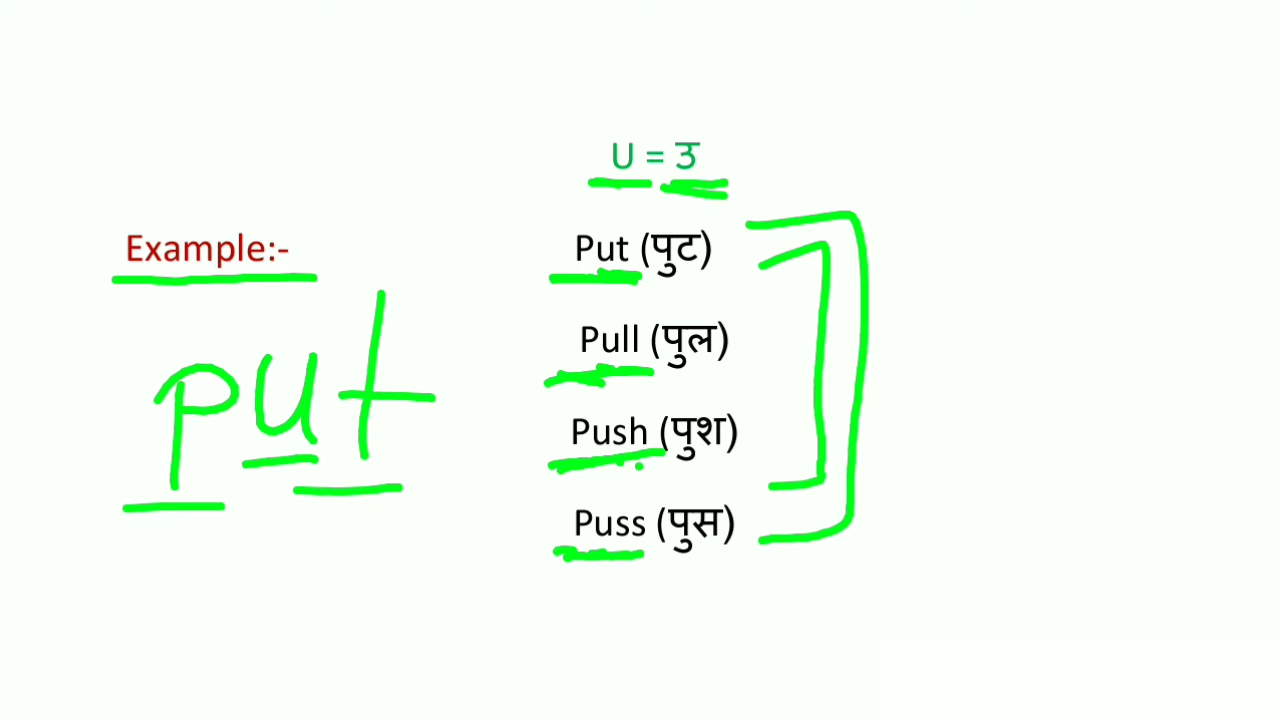 U = उ
Example:-
Put (पुट)
put
Pull (पुल)
Push (पुश)
Puss (पुस)